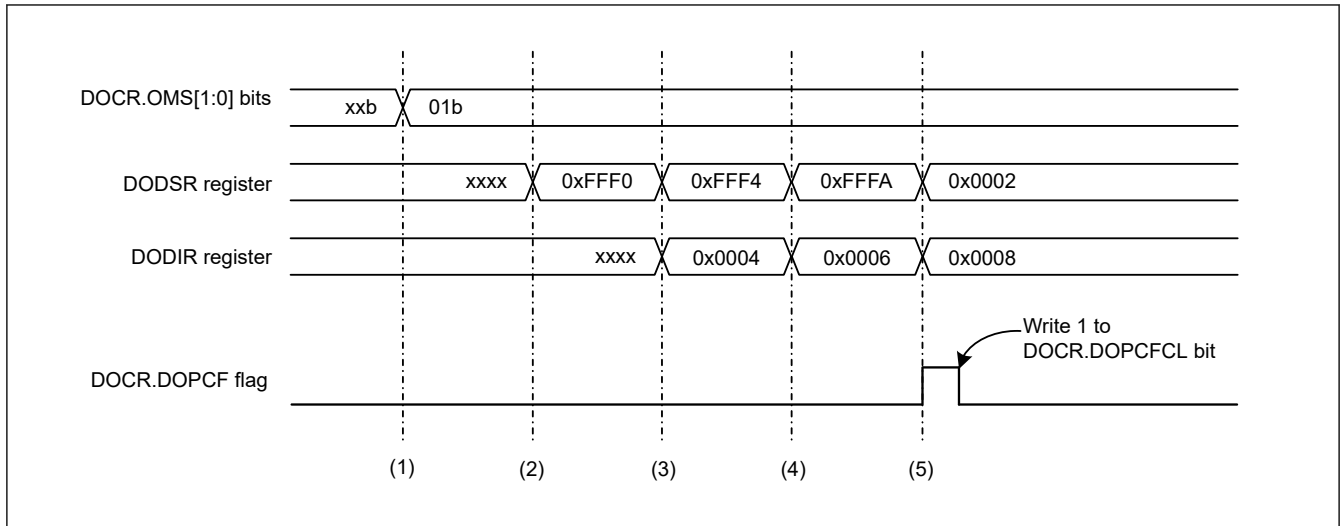 DOCR.OMS[1:0] bits xxb 01b
DODSR register xxxx 0xFFF0 0xFFF4 0xFFFA 0x0002
DODIR register xxxx 0x0004 0x0006 0x0008
Write 1 to
DOCR.DOPCFCL bit
DOCR.DOPCF flag
(1) (2) (3) (4) (5)